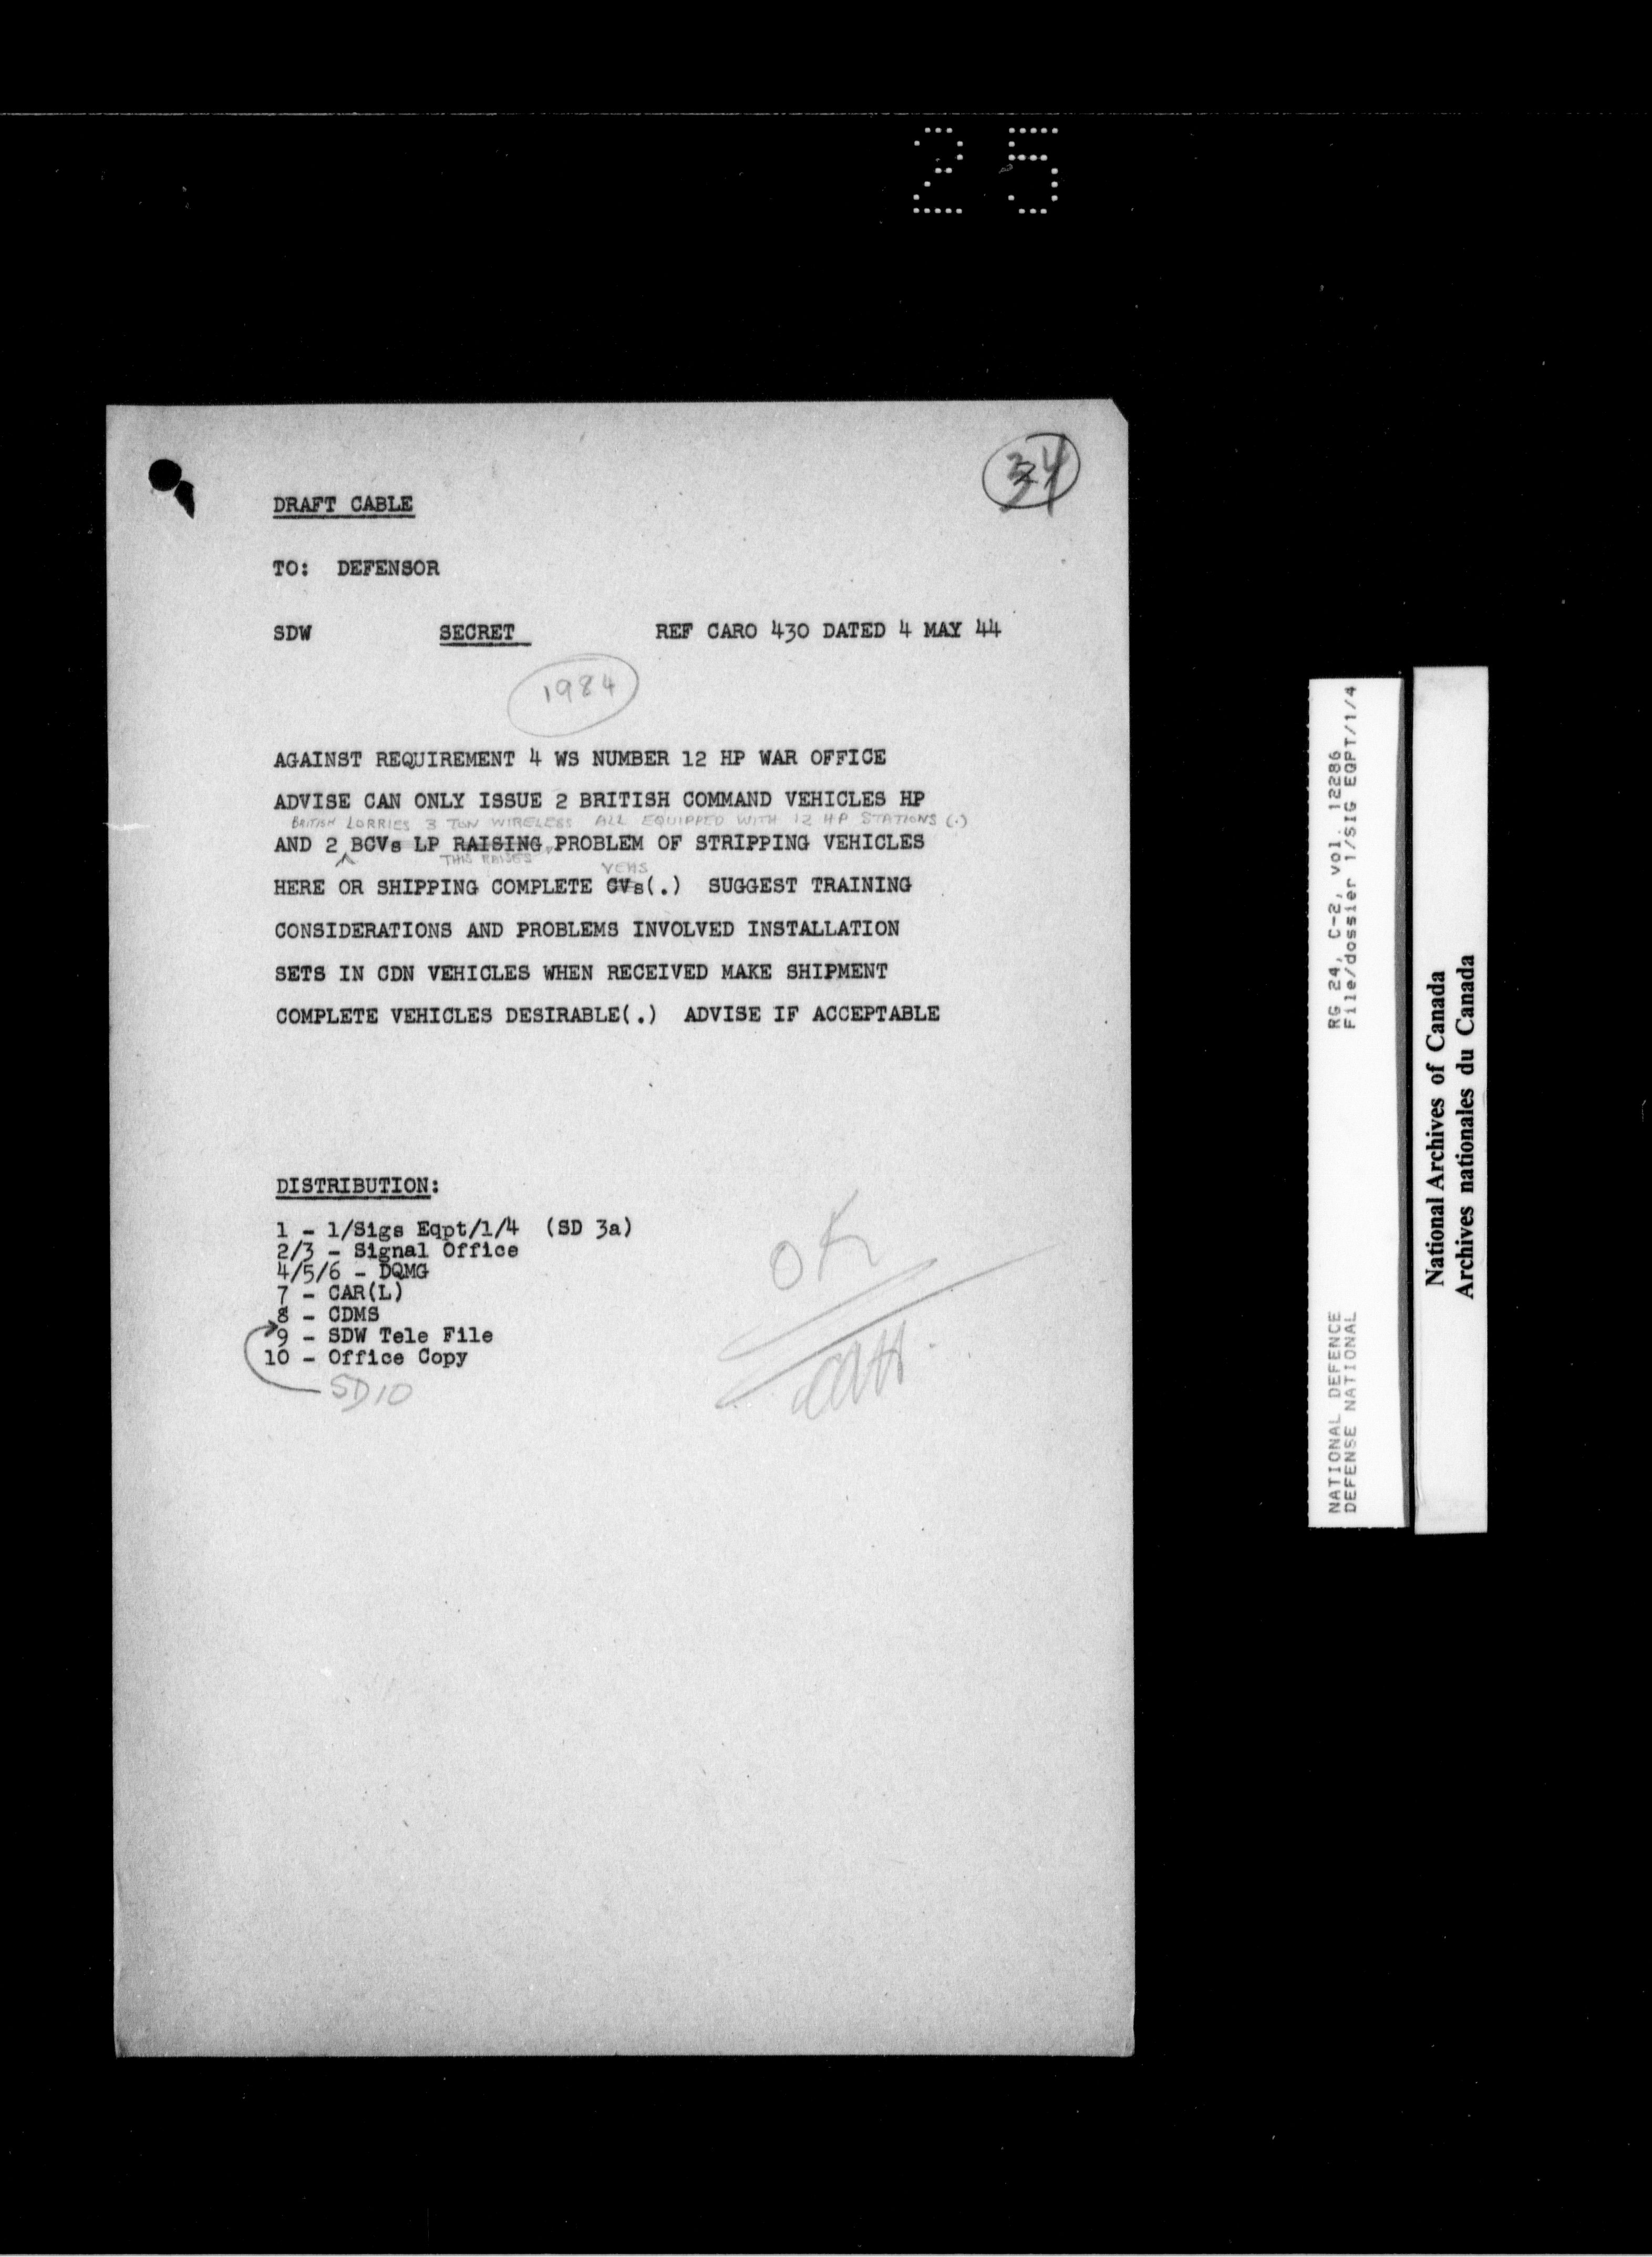 25
34
DRAFT CABLE
TO: DEFENSOR
SDW SECRET REF CARO 430 DATED 4 MAY 44
1984
AGAINST REQUIREMENT 4 WS NUMBER 12 HP WAR OFFICE
ADVISE CAN ONLY ISSUE 2 BRITISH COMMAND VEHICLES HP
BRITISH LORRIES 3 TON WIRELESS ALL EQUIPPED WITH 12 HP STATIONS (.)
AND 2 BCVs LP RAISING PROBLEM OF STRIPPING VEHICLES
THIS RAISES
VEHS
HERE OR SHIPPING COMPLETE CVs(.) SUGGEST TRAINING
CONSIDERATIONS AND PROBLEMS INVOLVED INSTALLATION
SETS IN CDN VEHICLES WHEN RECEIVED MAKE SHIPMENT
COMPLETE VEHICLES DESIRABLE(.) ADVISE IF ACCEPTABLE
DISTRIBUTION:
1 - 1/Sigs Eqpt/1/4 (SD 3a)
2/3 - Signal Office
4/5/6 - DQMG
7 - CAR(L)
8 - CDMS
9 - SDW Tele File
10 - Office Copy
SD10
OK
NATIONAL DEFENCE RG 24, C-2, vol. 12286
DEFENSE NATIONAL File/dossier 1/SIG EQPT/1/4
National Archives of Canada
Archives nationales du Canada